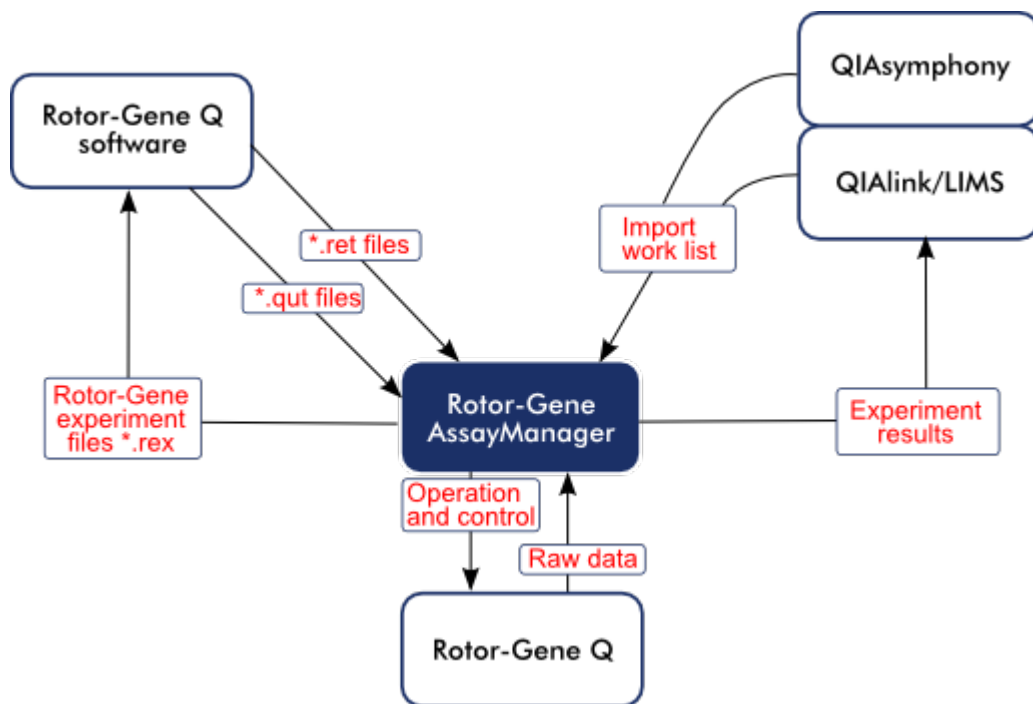 Rotor-Gene Q
software
QIAsymphony
QIAlink/LIMS
*.ret files
*.qut files
Import
work list
Rotor-Gene
experiment
files *.rex
Rotor-Gene
AssayManager
Experiment
results
Operation
and control
Raw data
Rotor-Gene Q